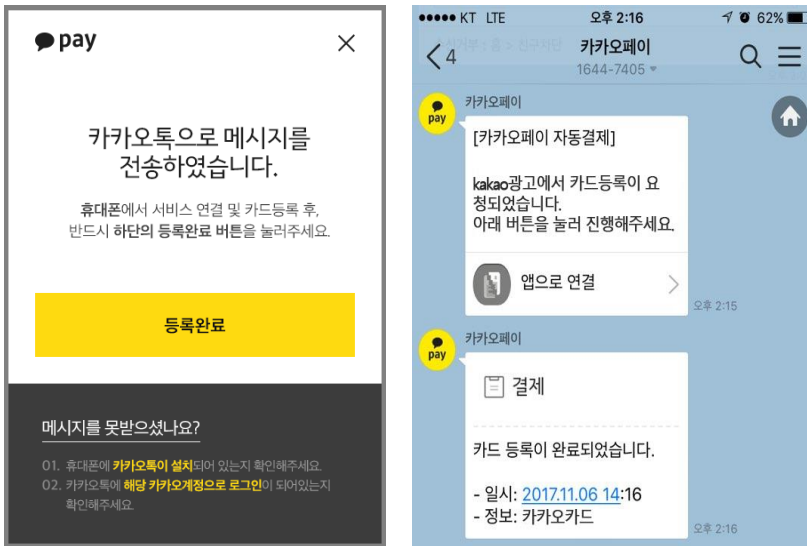 pay
카카오톡으로 메시지를
전송하였습니다.
휴대폰에서 서비스 연결 및 카드등록 후,
반드시 하단의 등록완료 버튼을 눌러주세요.
등록완료
메시지를 못받으셨나요?
01. 휴대폰에 카카오톡이 설치되어 있는지 확인해주세요.
02. 카카오톡에 해당 카카오계정으로 로그인이 되어있는지
확인해주세요.
KT LTE 오후 2:16 62%
4 카카오페이
1644-7405
카카오페이
pay
[카카오페이 자동결제]
kakao광고에서 카드등록이 요
청되었습니다.
아래 버튼을 눌러 진행해주세요.
앱으로 연결
오후 2:15
카카오페이
pay
결제
카드 등록이 완료되었습니다.
- 일시: 2017.11.06 14:16
- 정보: 카카오카드
오후 2:16